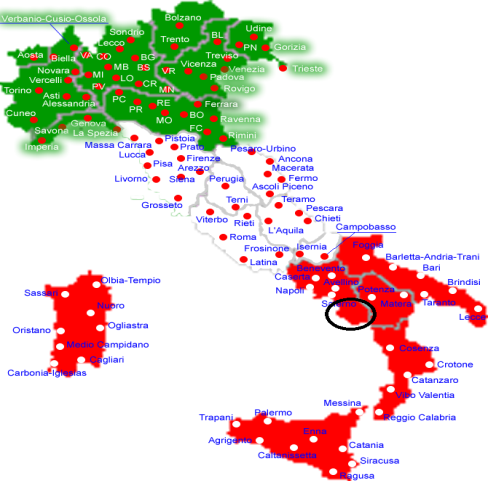 Bolzano
Verbanio-Cusio-Ossola
Sondrio
Udine
BL
Lecco
Trento
PN
Gorizia
Aosta
Biella
VA
CO
BG
Treviso
Trieste
MB
BS
VR
Vicenza
Venezia
Novara
MI
LO
Padova
Vercelli
CR
MN
Rovigo
Torino
Asti
PV
PC
Alessandria
PR
RE
Ferrara
Cuneo
MO
BO
Ravenna
Genova
Savona
La Spezia
FC
Rimini
Imperia
Massa Carrara
Pistoia
Prato
Pesaro-Urbino
Lucca
Firenze
Ancona
Pisa
Arezzo
Macerata
Livorno
Siena
Perugia
Fermo
Ascoli Piceno
Grosseto
Terni
Teramo
Viterbo
Rieti
Pescara
Chieti
L'Aquila
Roma
Campobasso
Frosinone
Isernia
Foggia
Latina
Barletta-Andria-Trani
Benevento
Bari
Caserta
Avellino
Potenza
Brindisi
Napoli
Salerno
Matera
Taranto
Lecce
Olbia-Tempio
Sassari
Nuoro
Oristano
Ogliastra
Medio Campidano
Cagliari
Carbonia-Iglesias
Cosenza
Crotone
Catanzaro
Vibo Valentia
Messina
Reggio Calabria
Trapani
Palermo
Agrigento
Enna
Catania
Caltanissetta
Siracusa
Ragusa